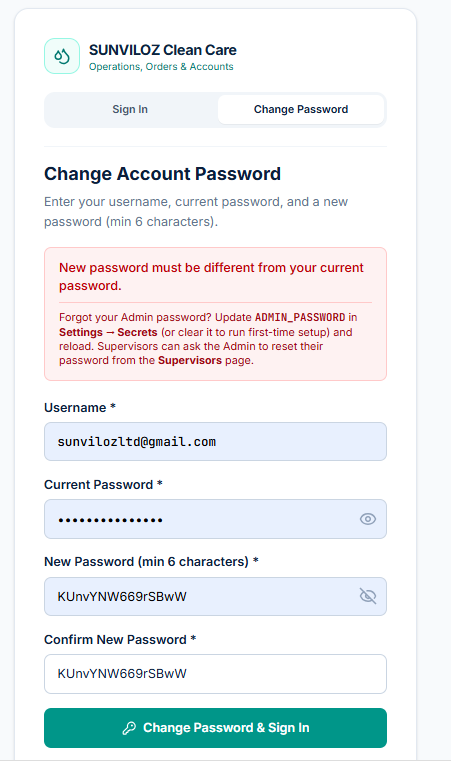 SUNVILOZ Clean Care
Operations, Orders & Accounts
Sign In
Change Password
Change Account Password
Enter your username, current password, and a new
password (min 6 characters).
New password must be different from your current
password.
Forgot your Admin password? Update ADMIN_PASSWORD in
Settings → Secrets (or clear it to run first-time setup) and
reload. Supervisors can ask the Admin to reset their
password from the Supervisors page.
Username *
sunvilozltd@gmail.com
Current Password *
•••••••••••••••
New Password (min 6 characters) *
KUnvYNW669rSBwW
Confirm New Password *
KUnvYNW669rSBwW
Change Password & Sign In